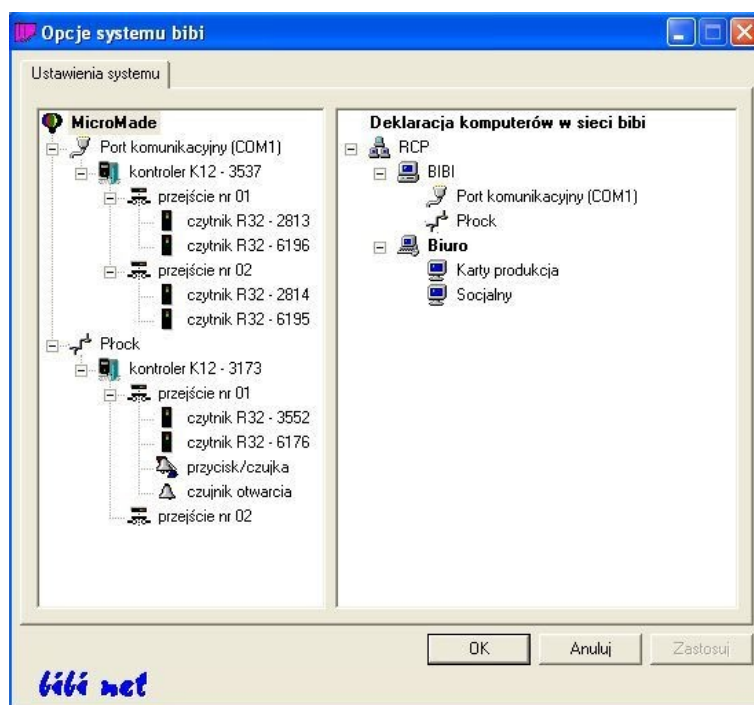 Opcje systemu bibi
Ustawienia systemu
MicroMade
Port komunikacyjny (COM1)
kontroler K12 - 3537
przejście nr 01
czytnik R32 - 2813
czytnik R32 - 6196
przejście nr 02
czytnik R32 - 2814
czytnik R32 - 6195
Płock
kontroler K12 - 3173
przejście nr 01
czytnik R32 - 3552
czytnik R32 - 6176
przycisk/czujka
czujnik otwarcia
przejście nr 02
Deklaracja komputerów w sieci bibi
RCP
BIBI
Port komunikacyjny (COM1)
Płock
Biuro
Karty produkcja
Socjalny
OK
Anuluj
Zastosuj
bibi net